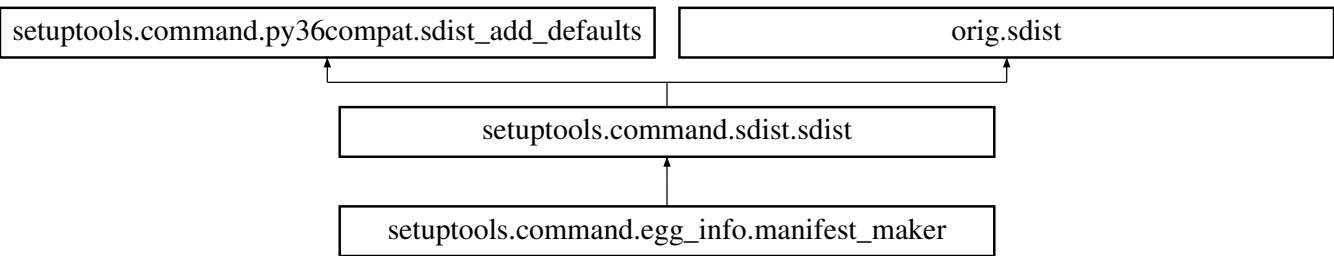 setuptools.command.py36compat.sdist_add_defaults
orig.sdist
setuptools.command.sdist.sdist
setuptools.command.egg_info.manifest_maker